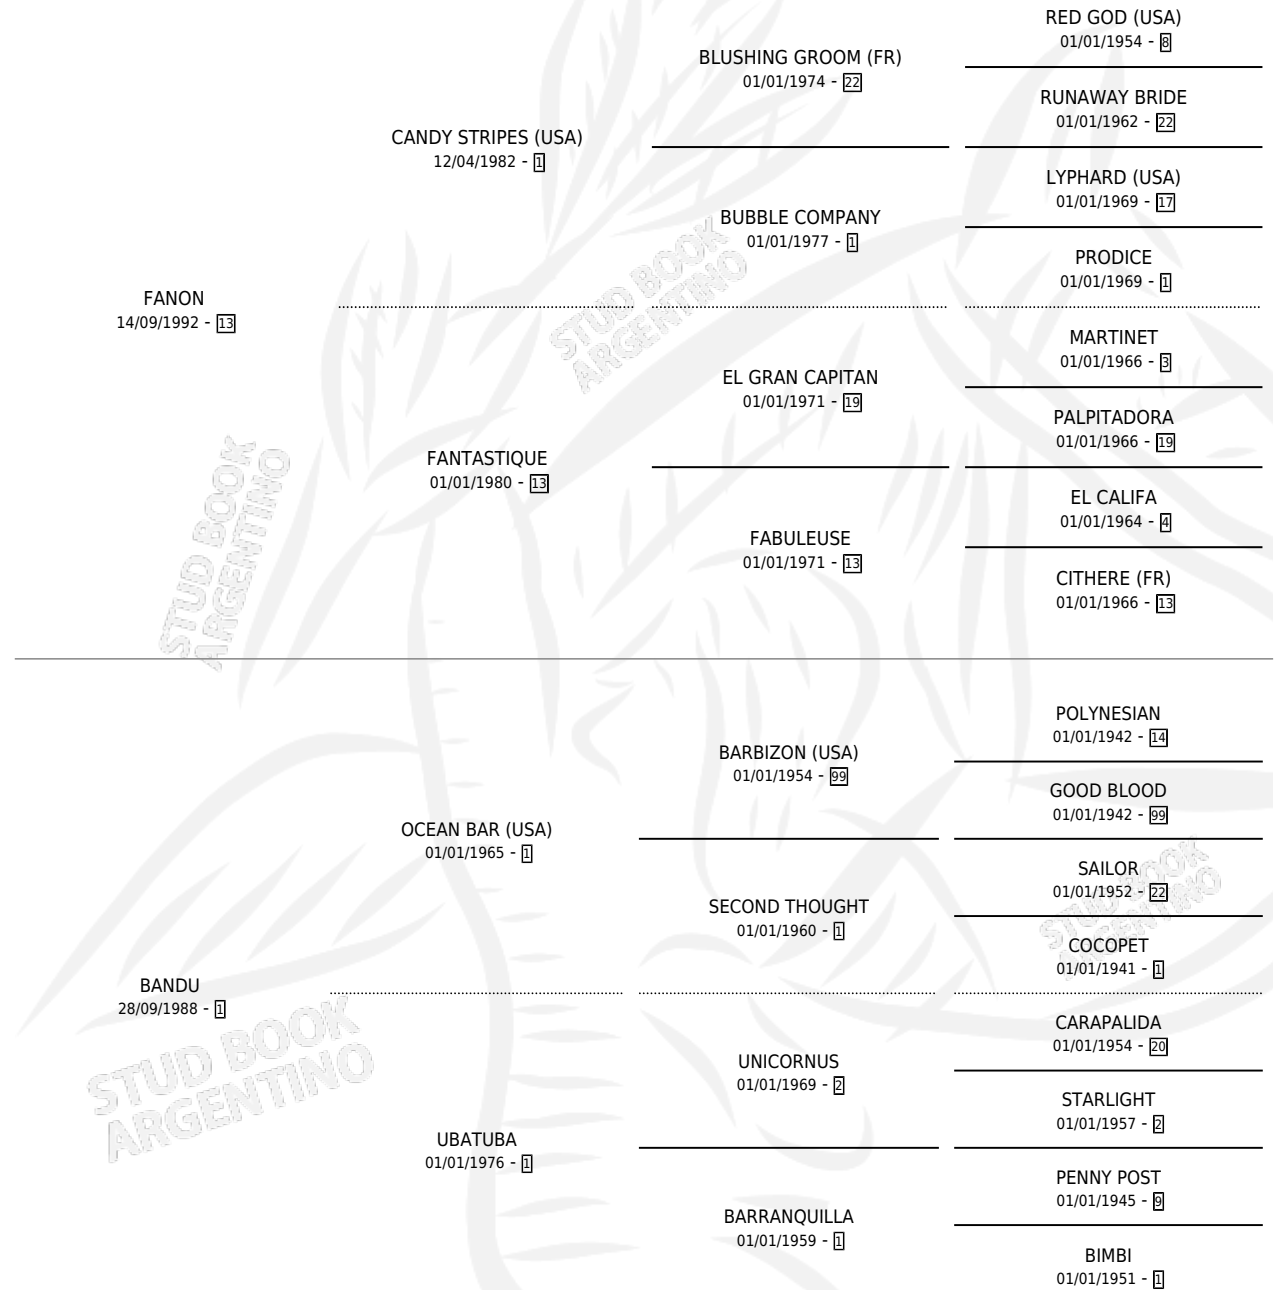 RED GOD (USA)
01/01/1954 - 8
BLUSHING GROOM (FR)
01/01/1974 - 22
RUNAWAY BRIDE
01/01/1962 - 22
CANDY STRIPES (USA)
12/04/1982 - 1
LYPHARD (USA)
01/01/1969 - 17
BUBBLE COMPANY
01/01/1977 - 1
PRODICE
01/01/1969 - 1
FANON
14/09/1992 - 13
STUD BOOK
ARGENTINO
MARTINET
01/01/1966 - 3
EL GRAN CAPITAN
01/01/1971 - 19
PALPITADORA
01/01/1966 - 19
FANTASTIQUE
01/01/1980 - 13
EL CALIFA
01/01/1964 - 4
FABULEUSE
01/01/1971 - 13
CITHERE (FR)
01/01/1966 - 13
STUD BOOK
ARGENTINO
POLYNESIAN
01/01/1942 - 14
BARBIZON (USA)
01/01/1954 - 99
GOOD BLOOD
01/01/1942 - 99
OCEAN BAR (USA)
01/01/1965 - 1
SAILOR
01/01/1952 - 22
SECOND THOUGHT
01/01/1960 - 1
STUD BOOK
ARGENTINO
COCOPET
01/01/1941 - 1
BANDU
28/09/1988 - 1
STUD BOOK
ARGENTINO
CARAPALIDA
01/01/1954 - 20
UNICORNUS
01/01/1969 - 2
STARLIGHT
01/01/1957 - 2
UBATUBA
01/01/1976 - 1
PENNY POST
01/01/1945 - 9
BARRANQUILLA
01/01/1959 - 1
BIMBI
01/01/1951 - 1